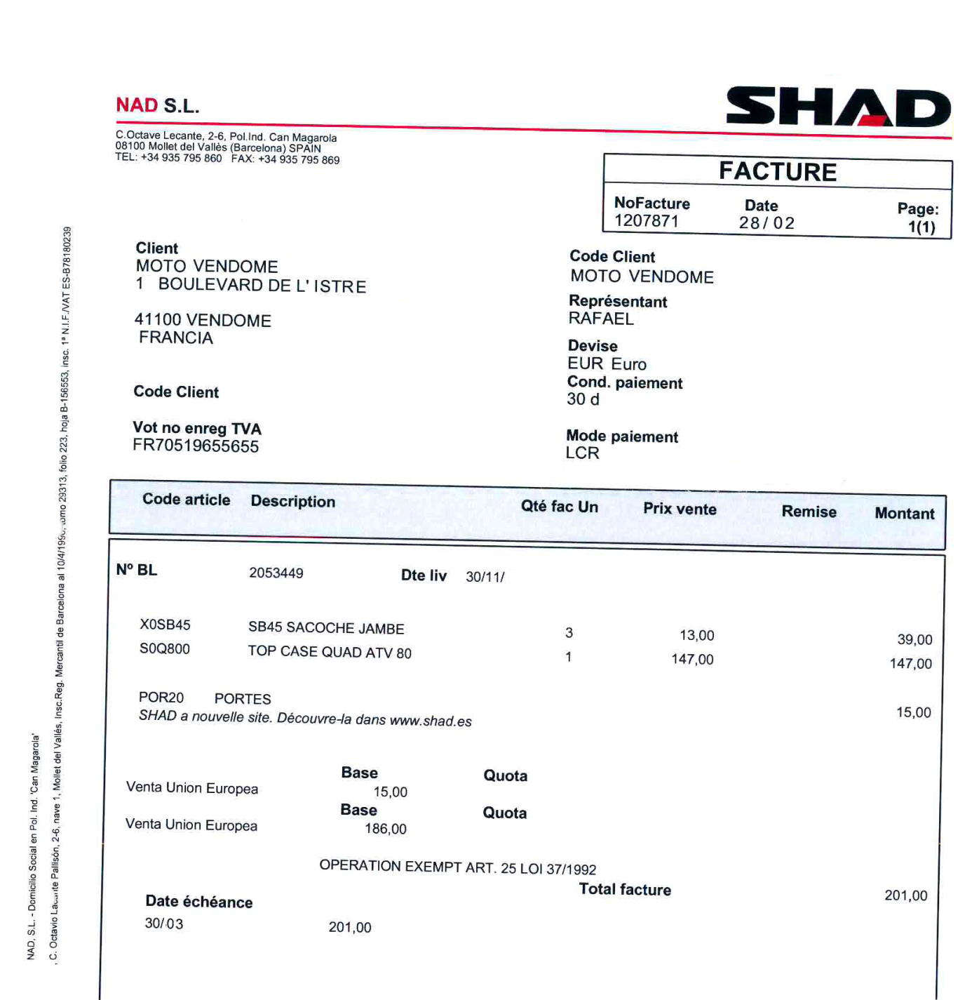 NAD S.L.
SHAD
C.Octave Lecante, 2-6, Pol.Ind. Can Magarola
08100 Mollet del Vallès (Barcelona) SPAIN
TEL: +34 935 795 860 FAX: +34 935 795 869
FACTURE
NoFacture Date Page:
1207871 28/02 1(1)
Client
MOTO VENDOME
1 BOULEVARD DE L' ISTRE
41100 VENDOME
FRANCIA
Code Client
Vot no enreg TVA
FR70519655655
Code Client
MOTO VENDOME
Représentant
RAFAEL
Devise
EUR Euro
Cond. paiement
30 d
Mode paiement
LCR
Code article Description Qté fac Un Prix vente Remise Montant
Nº BL 2053449 Dte liv 30/11/
X0SB45 SB45 SACOCHE JAMBE 3 13,00 39,00
S0Q800 TOP CASE QUAD ATV 80 1 147,00 147,00
POR20 PORTES 15,00
SHAD a nouvelle site. Découvre-la dans www.shad.es
Base Quota
Venta Union Europea 15,00
Base Quota
Venta Union Europea 186,00
OPERATION EXEMPT ART. 25 LOI 37/1992
Total facture 201,00
Date échéance
30/03 201,00
NAD, S.L. - Domicilio Social en Pol. Ind. 'Can Magarola'
, C. Octavio Pallisón, 2-6, nave 1, Mollet del Vallés, Insc.Reg. Mercantil de Barcelona al 29313, folio 223, hoja B-156553, insc. 1ª N.I.F./VAT ES-B78180239